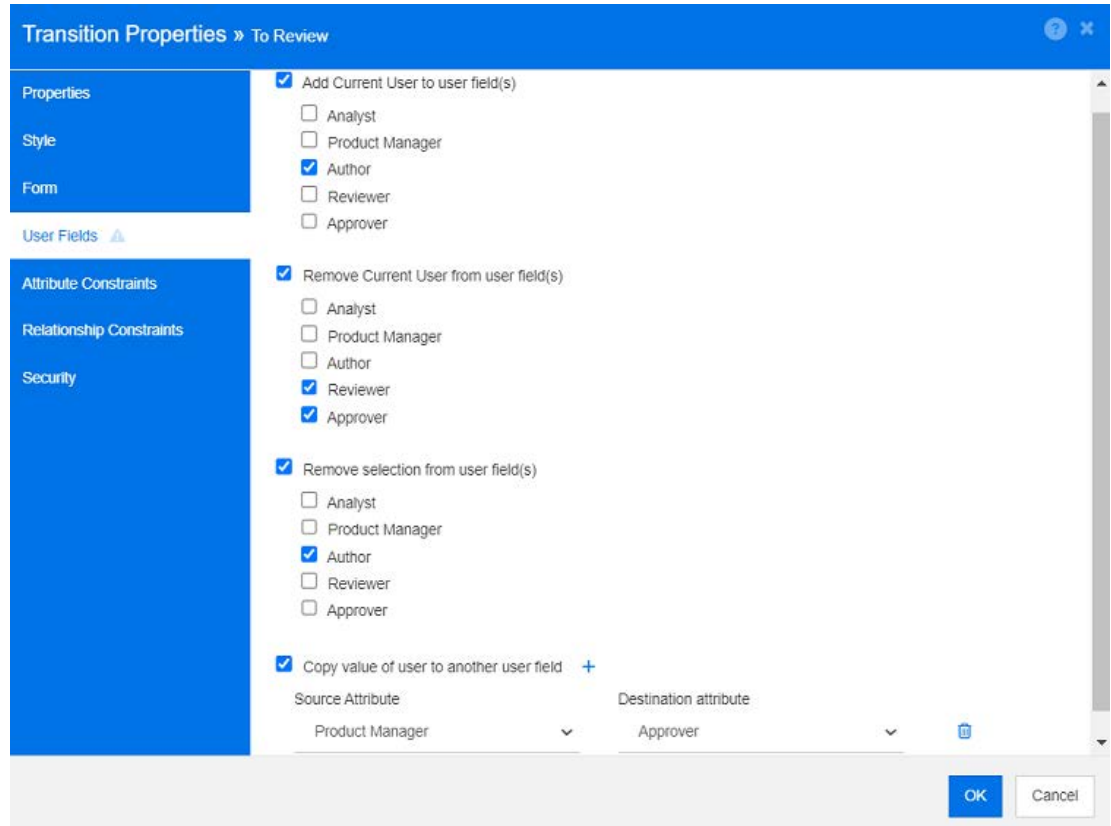 Transition Properties » To Review
Properties
Style
Form
User Fields
Attribute Constraints
Relationship Constraints
Security
Add Current User to user field(s)
Analyst
Product Manager
Author
Reviewer
Approver
Remove Current User from user field(s)
Analyst
Product Manager
Author
Reviewer
Approver
Remove selection from user field(s)
Analyst
Product Manager
Author
Reviewer
Approver
Copy value of user to another user field +
Source Attribute Destination attribute
Product Manager Approver
OK Cancel